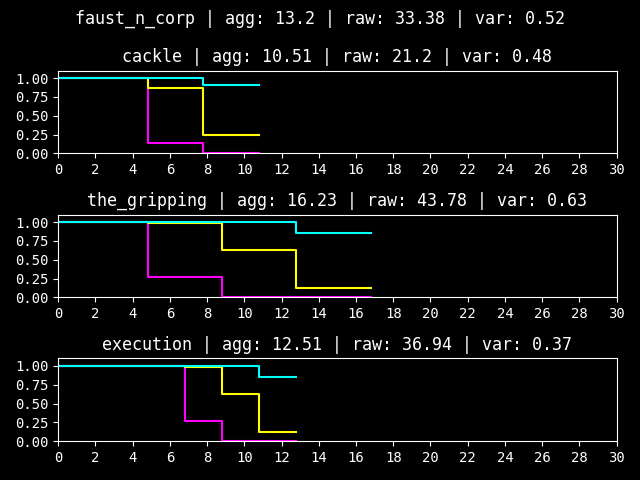 faust_n_corp | agg: 13.2 | raw: 33.38 | var: 0.52
cackle | agg: 10.51 | raw: 21.2 | var: 0.48
1.00
0.75
0.50
0.25
0.00
0 2 4 6 8 10 12 14 16 18 20 22 24 26 28 30
the_gripping | agg: 16.23 | raw: 43.78 | var: 0.63
1.00
0.75
0.50
0.25
0.00
0 2 4 6 8 10 12 14 16 18 20 22 24 26 28 30
execution | agg: 12.51 | raw: 36.94 | var: 0.37
1.00
0.75
0.50
0.25
0.00
0 2 4 6 8 10 12 14 16 18 20 22 24 26 28 30